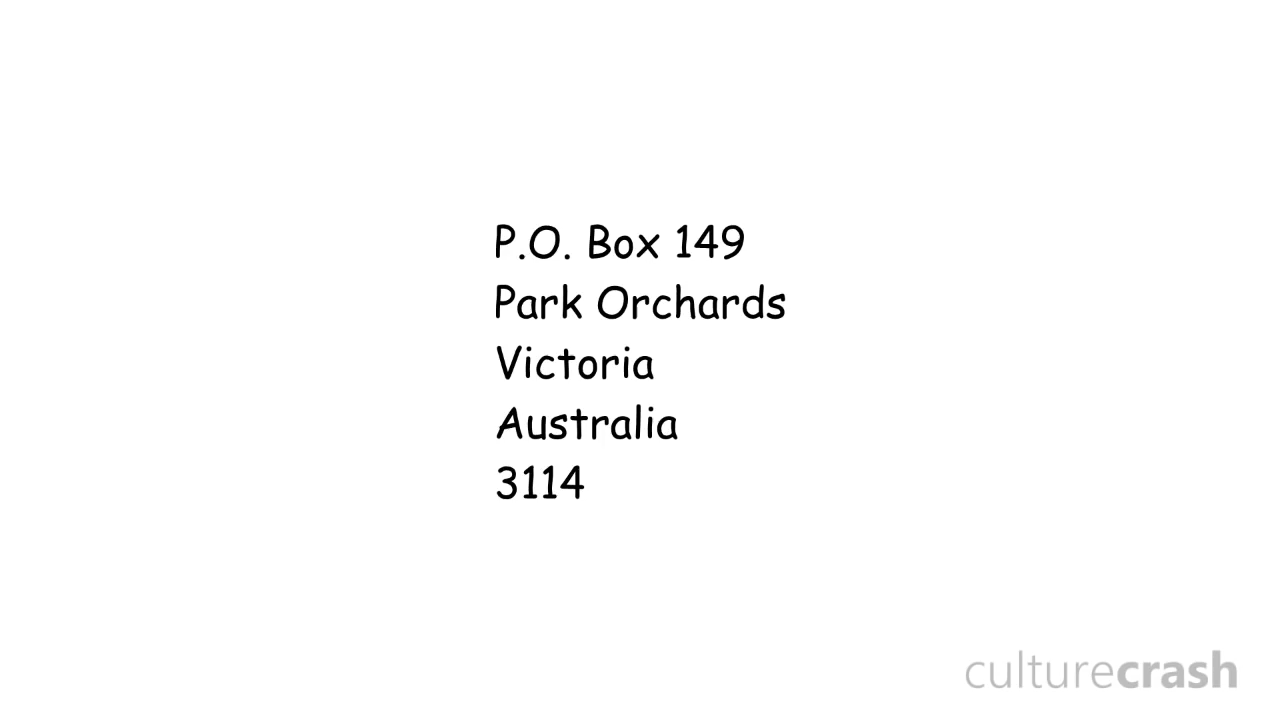 P.O. Box 149
Park Orchards
Victoria
Australia
3114
culturecrash